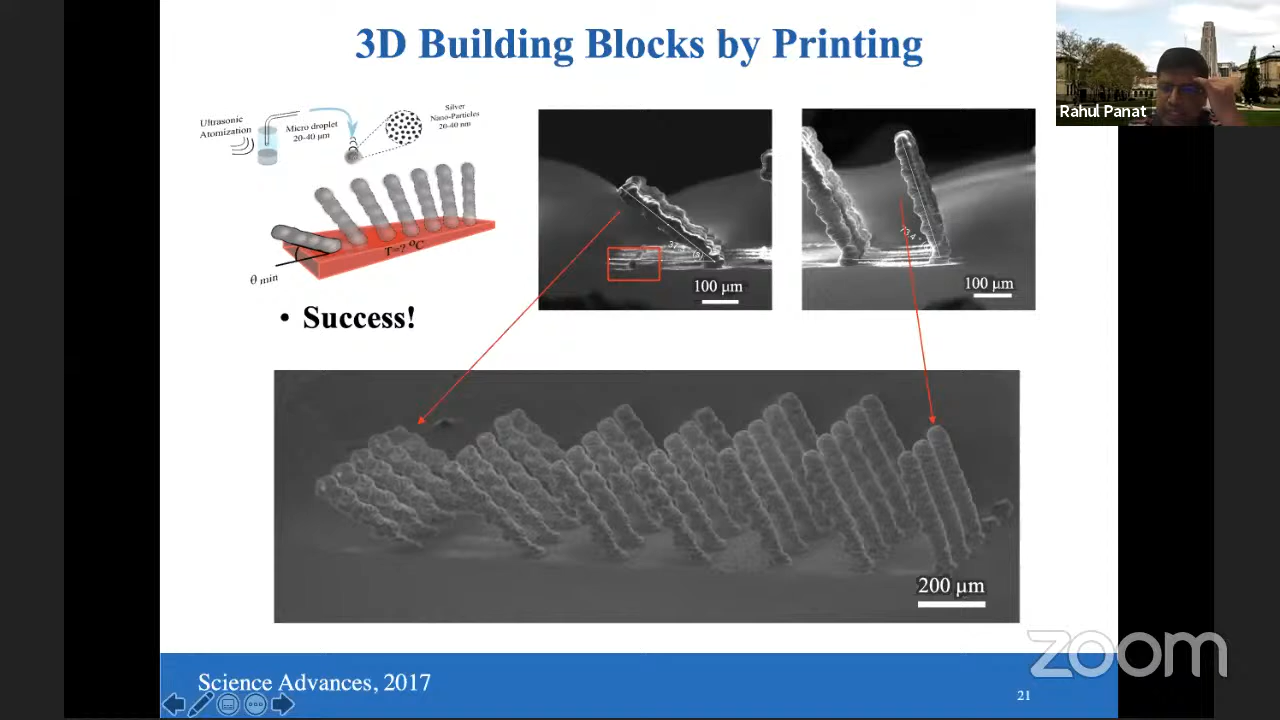 3D Building Blocks by Printing
Rahul Panat
Ultrasonic
Atomization
Micro droplet
20-40 µm
Silver
Nano-Particles
20-40 nm
T=? ºC
θ min
• Success!
100 µm
100 µm
200 µm
Science Advances, 2017
21
zoom